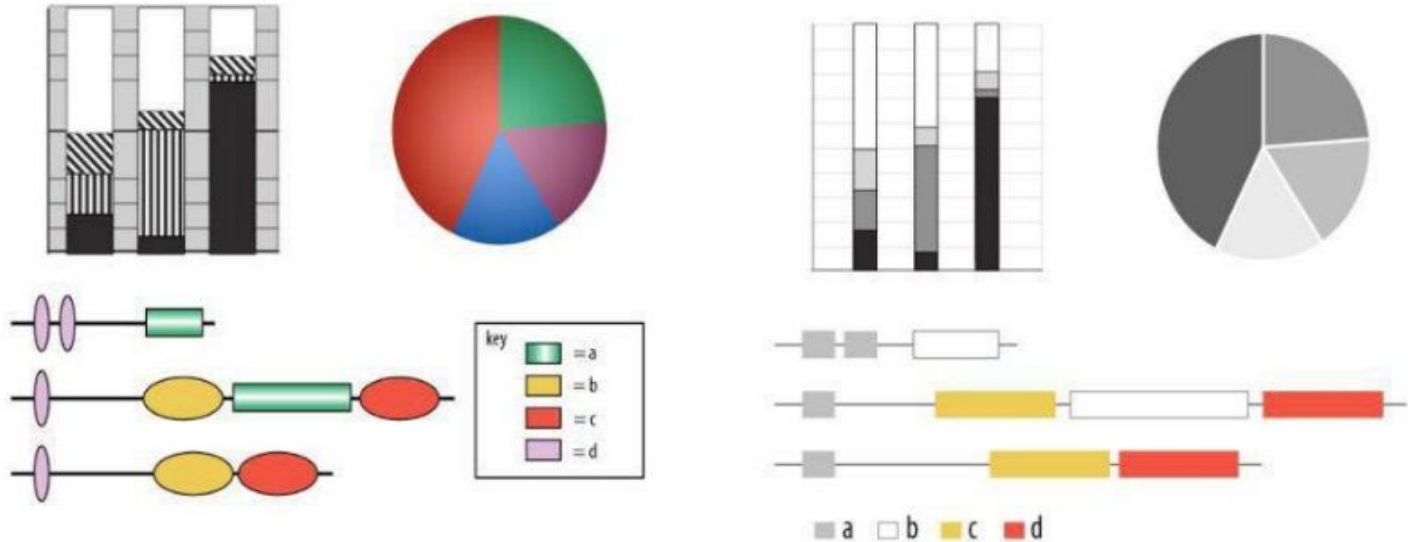 key
= a
= b
= c
= d
a b c d